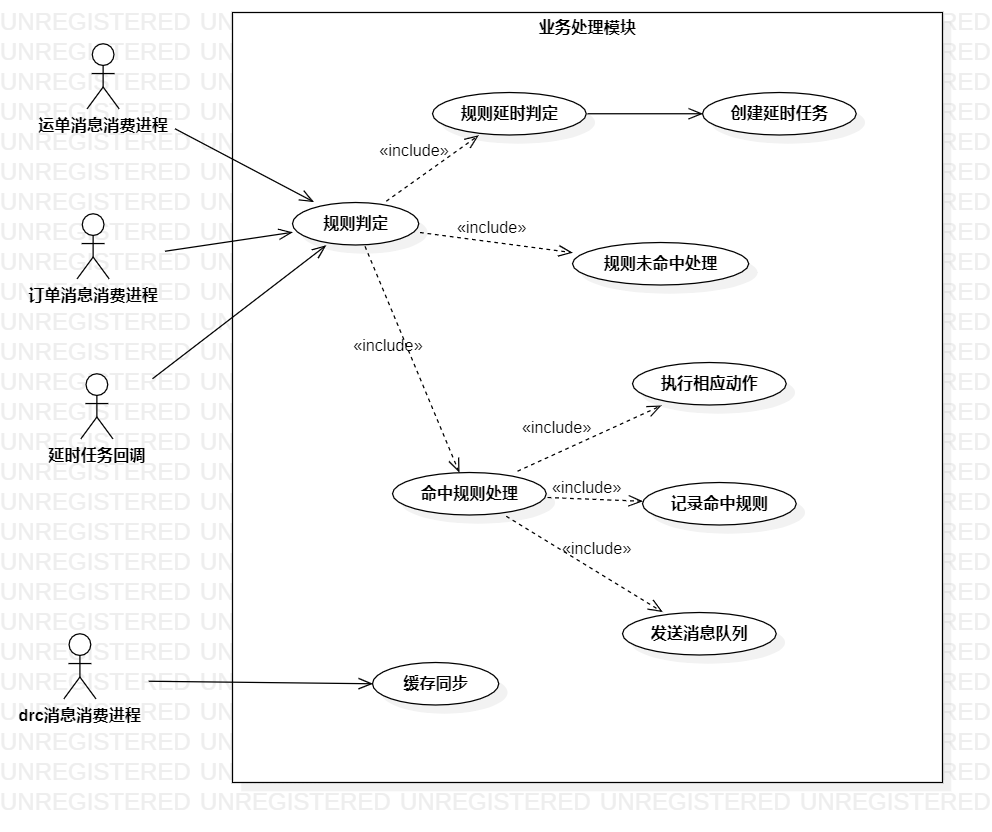 业务处理模块
运单消息消费进程
规则延时判定
创建延时任务
«include»
规则判定
«include»
规则未命中处理
订单消息消费进程
«include»
执行相应动作
延时任务回调
«include»
命中规则处理
«include»
记录命中规则
«include»
发送消息队列
缓存同步
drc消息消费进程
UNREGISTERED UNREGISTERED UNREGISTERED UNREGISTERED UNREGISTERED